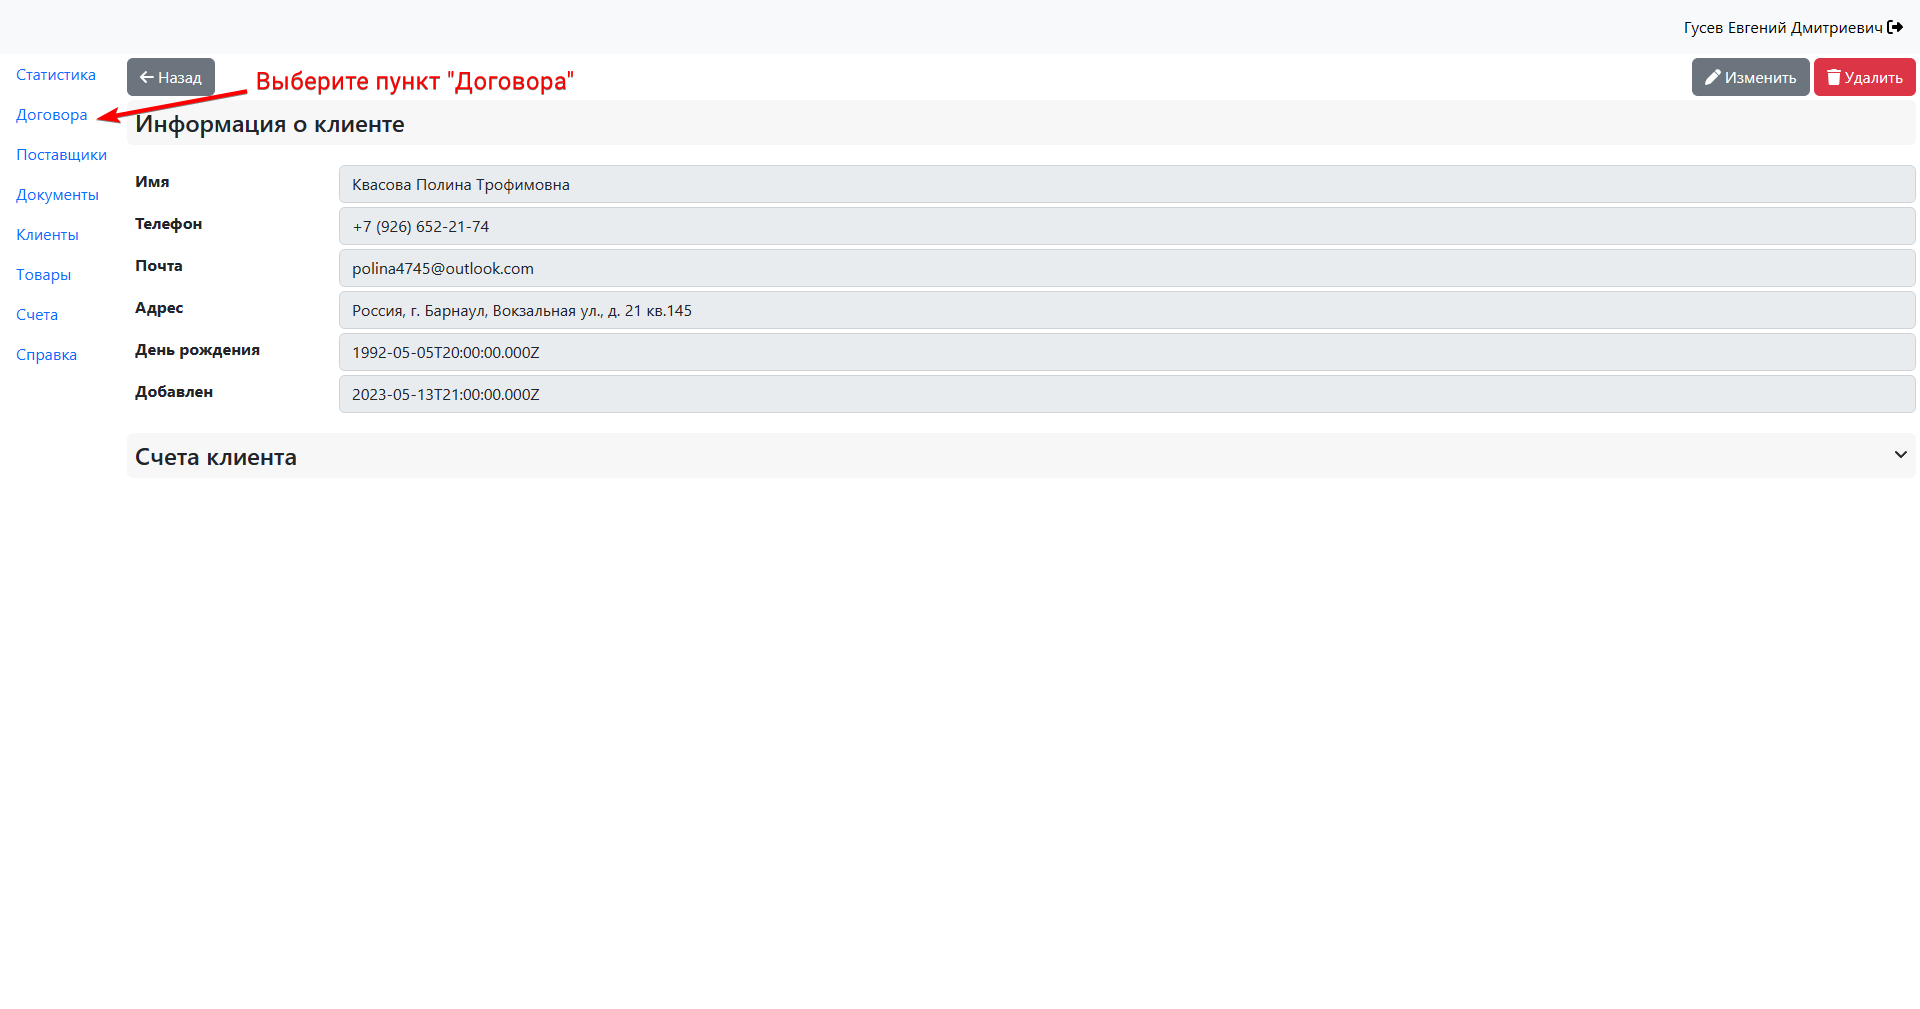 Гусев Евгений Дмитриевич
Статистика
Договора
Поставщики
Документы
Клиенты
Товары
Счета
Справка
Назад
Выберите пункт "Договора"
Изменить
Удалить
Информация о клиенте
Имя Квасова Полина Трофимовна
Телефон +7 (926) 652-21-74
Почта polina4745@outlook.com
Адрес Россия, г. Барнаул, Вокзальная ул., д. 21 кв.145
День рождения 1992-05-05T20:00:00.000Z
Добавлен 2023-05-13T21:00:00.000Z
Счета клиента